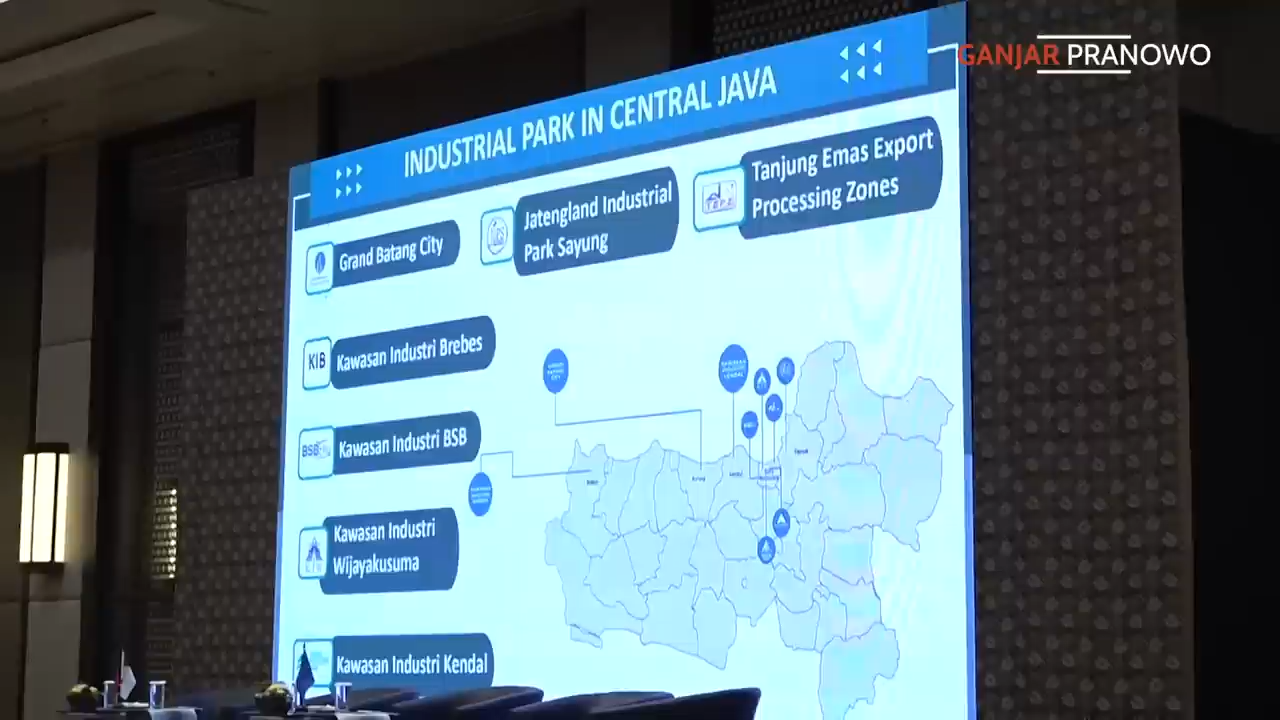 GANJAR PRANOWO
INDUSTRIAL PARK IN CENTRAL JAVA
Tanjung Emas Export
Processing Zones
Jatengland Industrial
Park Sayung
Grand Batang City
KIB
Kawasan Industri Brebes
BSB
Kawasan Industri BSB
Kawasan Industri
Wijayakusuma
Kawasan Industri Kendal